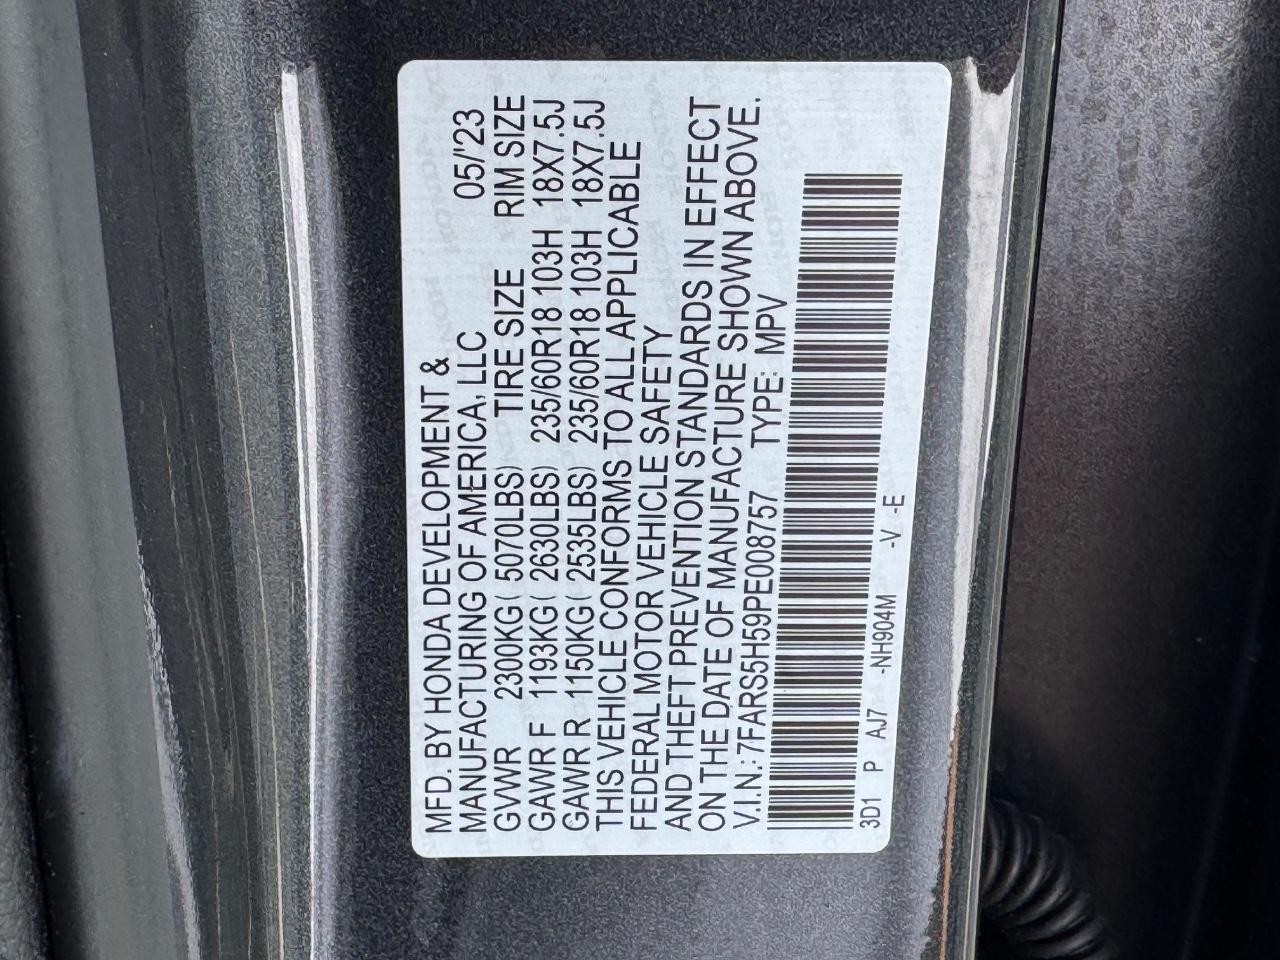 MFD. BY HONDA DEVELOPMENT &
MANUFACTURING OF AMERICA, LLC 05/'23
GVWR 2300KG( 5070LBS) TIRE SIZE RIM SIZE
GAWR F 1193KG( 2630LBS) 235/60R18 103H 18X7.5J
GAWR R 1150KG( 2535LBS) 235/60R18 103H 18X7.5J
THIS VEHICLE CONFORMS TO ALL APPLICABLE
FEDERAL MOTOR VEHICLE SAFETY
AND THEFT PREVENTION STANDARDS IN EFFECT
ON THE DATE OF MANUFACTURE SHOWN ABOVE.
V.I.N.: 7FARS5H59PE008757 TYPE: MPV
3D1 P AJ7 -NH904M -V -E